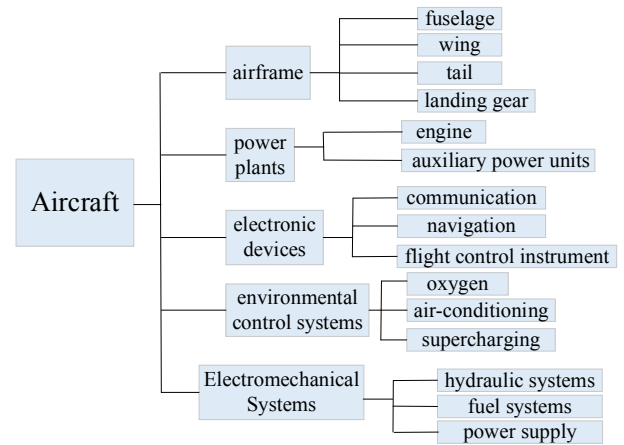 Aircraft
airframe
fuselage
wing
tail
landing gear
power
plants
engine
auxiliary power units
electronic
devices
communication
navigation
flight control instrument
environmental
control systems
oxygen
air-conditioning
supercharging
Electromechanical
Systems
hydraulic systems
fuel systems
power supply